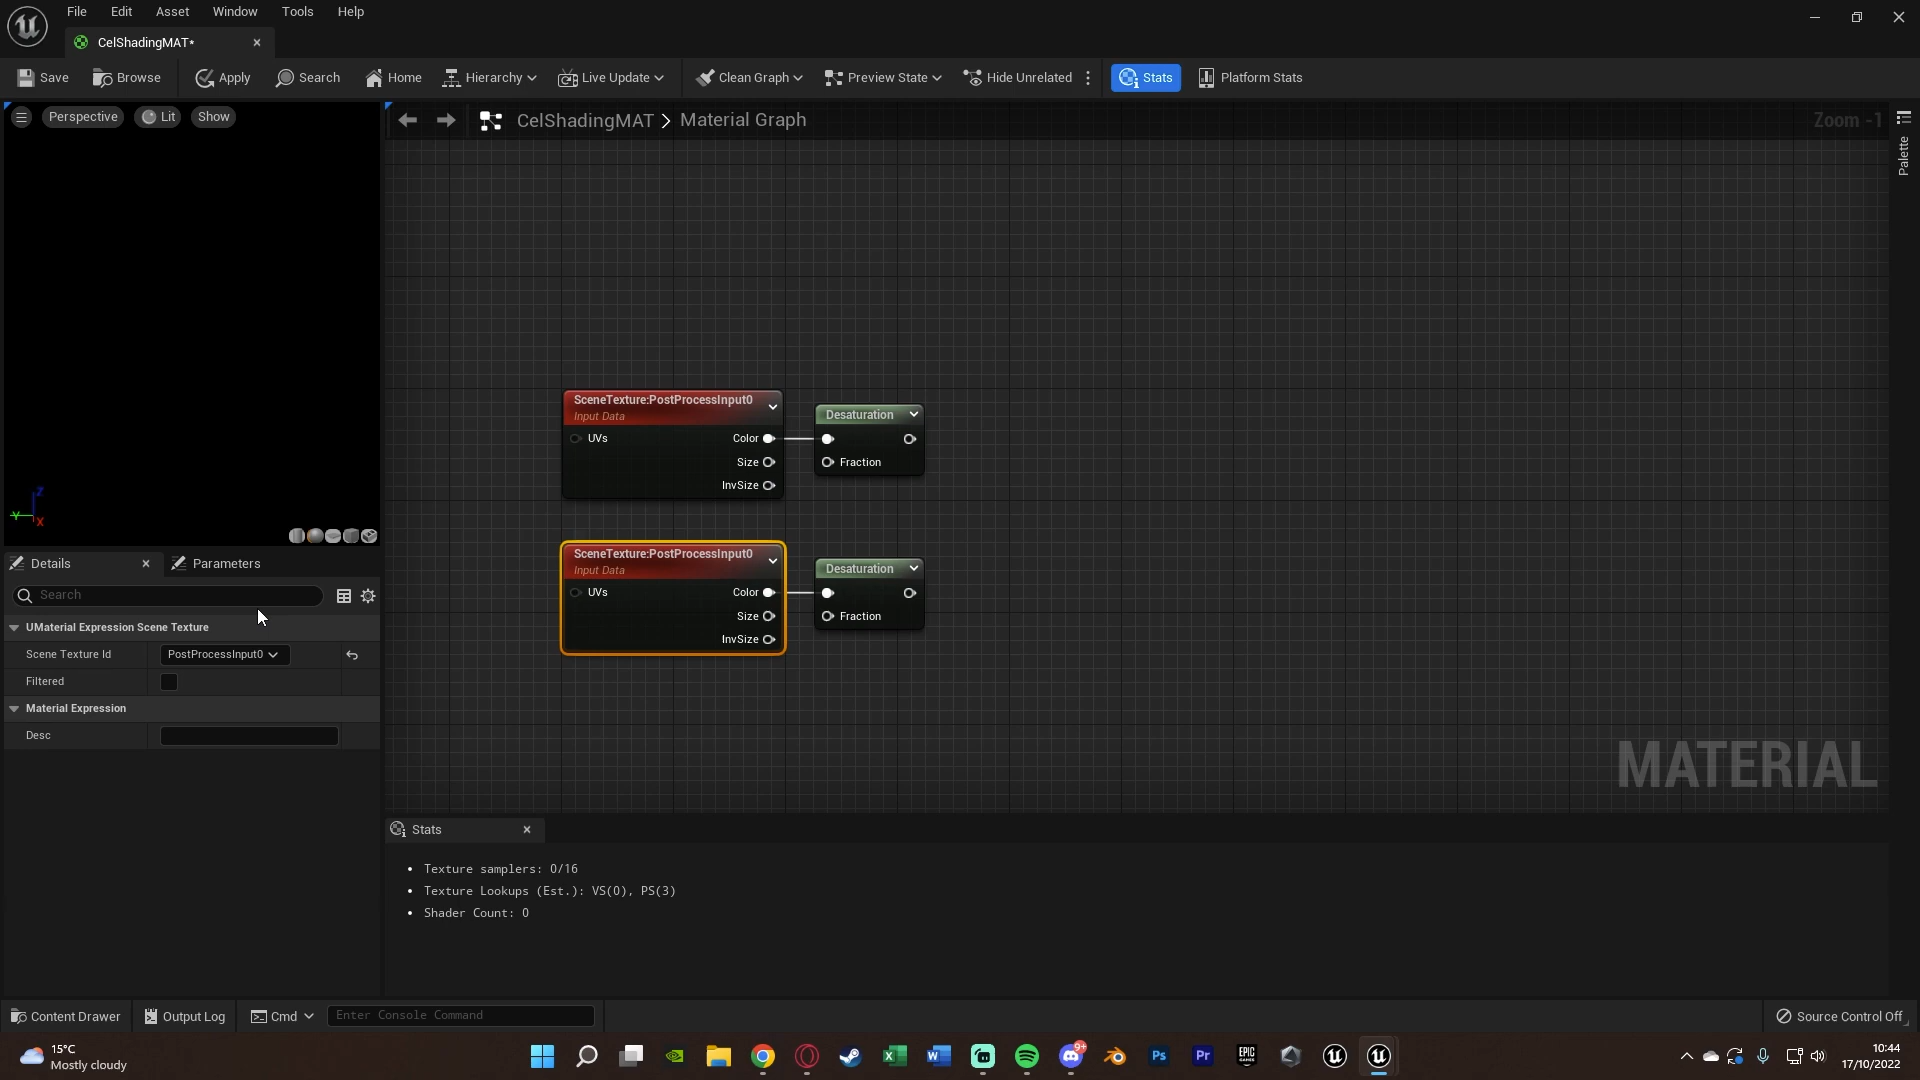 File Edit Asset Window Tools Help
CelShadingMAT*
Save Browse Apply Search Home Hierarchy Live Update Clean Graph Preview State Hide Unrelated Stats Platform Stats
Perspective Lit Show
CelShadingMAT > Material Graph
Zoom -1
Palette
SceneTexture:PostProcessInput0
Input Data
UVs Color
Size
InvSize
Desaturation
Fraction
SceneTexture:PostProcessInput0
Input Data
UVs Color
Size
InvSize
Desaturation
Fraction
MATERIAL
Z
Y
X
Details Parameters
Search
UMaterial Expression Scene Texture
Scene Texture Id PostProcessInput0
Filtered
Material Expression
Desc
Stats
• Texture samplers: 0/16
• Texture Lookups (Est.): VS(0), PS(3)
• Shader Count: 0
Content Drawer Output Log Cmd Enter Console Command Source Control Off
15°C
Mostly cloudy
9+
Ps
Pr
EPIC GAMES
10:44
17/10/2022